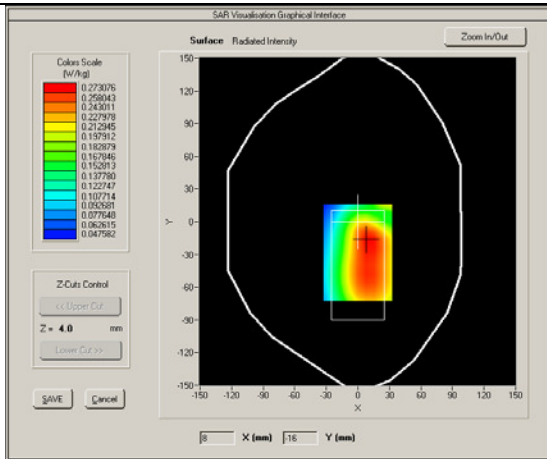 SAR Visualisation Graphical Interface
Surface Radiated Intensity
Zoom In/Out
Colors Scale
(W/kg)
0.273076
0.258043
0.243011
0.227978
0.212945
0.197912
0.182879
0.167846
0.152813
0.137780
0.122747
0.107714
0.092681
0.077648
0.062615
0.047582
Z-Cuts Control
<< Upper Cut
Z = 4.0 mm
Lower Cut >>
SAVE Cancel
150
120
90
60
30
0
-30
-60
-90
-120
-150
Y
-150 -120 -90 -60 -30 0 30 60 90 120 150
X
8 X (mm) -16 Y (mm)